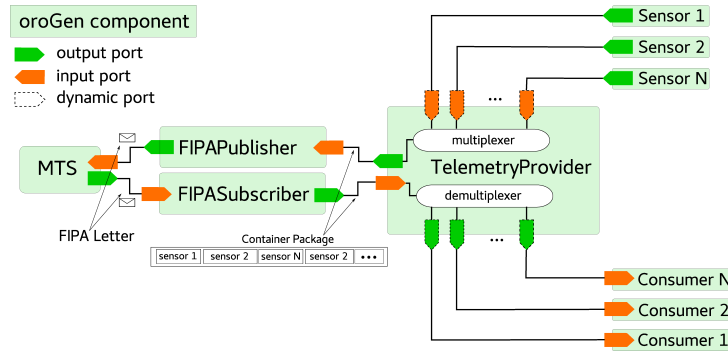 oroGen component
output port
input port
dynamic port
Sensor 1
Sensor 2
Sensor N
...
multiplexer
TelemetryProvider
demultiplexer
...
MTS
FIPAPublisher
FIPASubscriber
FIPA Letter
Container Package
sensor 1 sensor 2 sensor N sensor 2 ...
Consumer N
Consumer 2
Consumer 1